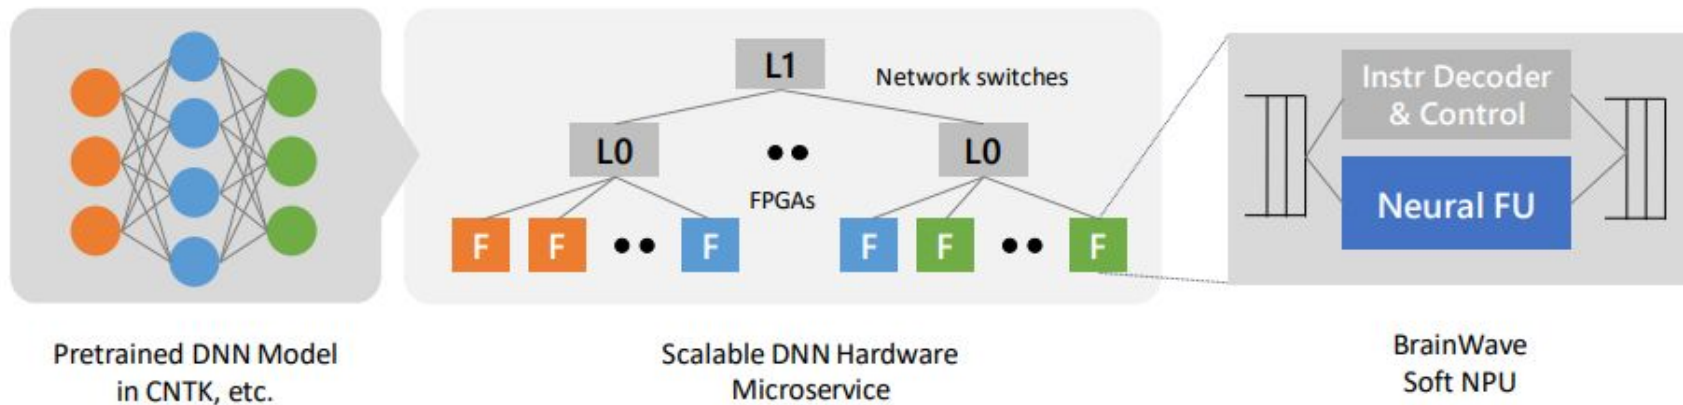 L1
Network switches
L0
L0
FPGAs
F
F
F
F
F
F
Instr Decoder
& Control
Neural FU
Pretrained DNN Model
in CNTK, etc.
Scalable DNN Hardware
Microservice
BrainWave
Soft NPU